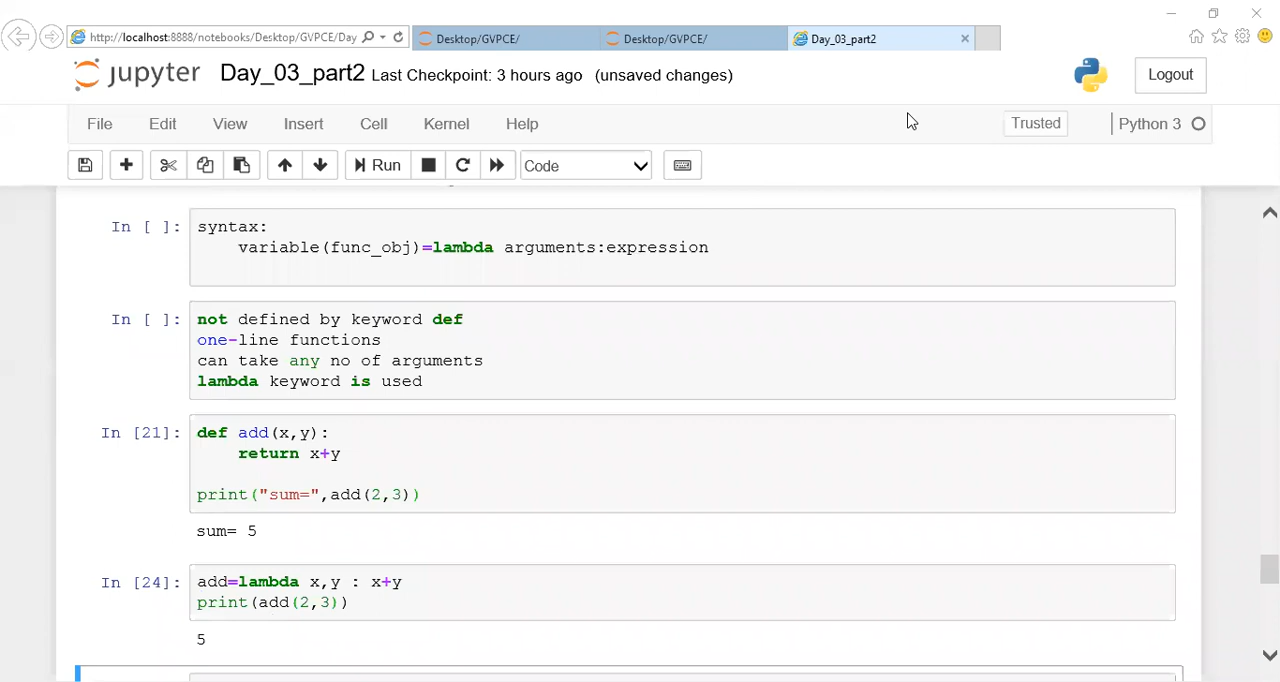 http://localhost:8888/notebooks/Desktop/GVPCE/Day
Desktop/GVPCE/
Desktop/GVPCE/
Day_03_part2
jupyter Day_03_part2 Last Checkpoint: 3 hours ago (unsaved changes)
Logout
File Edit View Insert Cell Kernel Help
Trusted
Python 3
Run
Code
In [ ]:
syntax:
    variable(func_obj)=lambda arguments:expression
In [ ]:
not defined by keyword def
one-line functions
can take any no of arguments
lambda keyword is used
In [21]:
def add(x,y):
    return x+y
print("sum=",add(2,3))
sum= 5
In [24]:
add=lambda x,y : x+y
print(add(2,3))
5